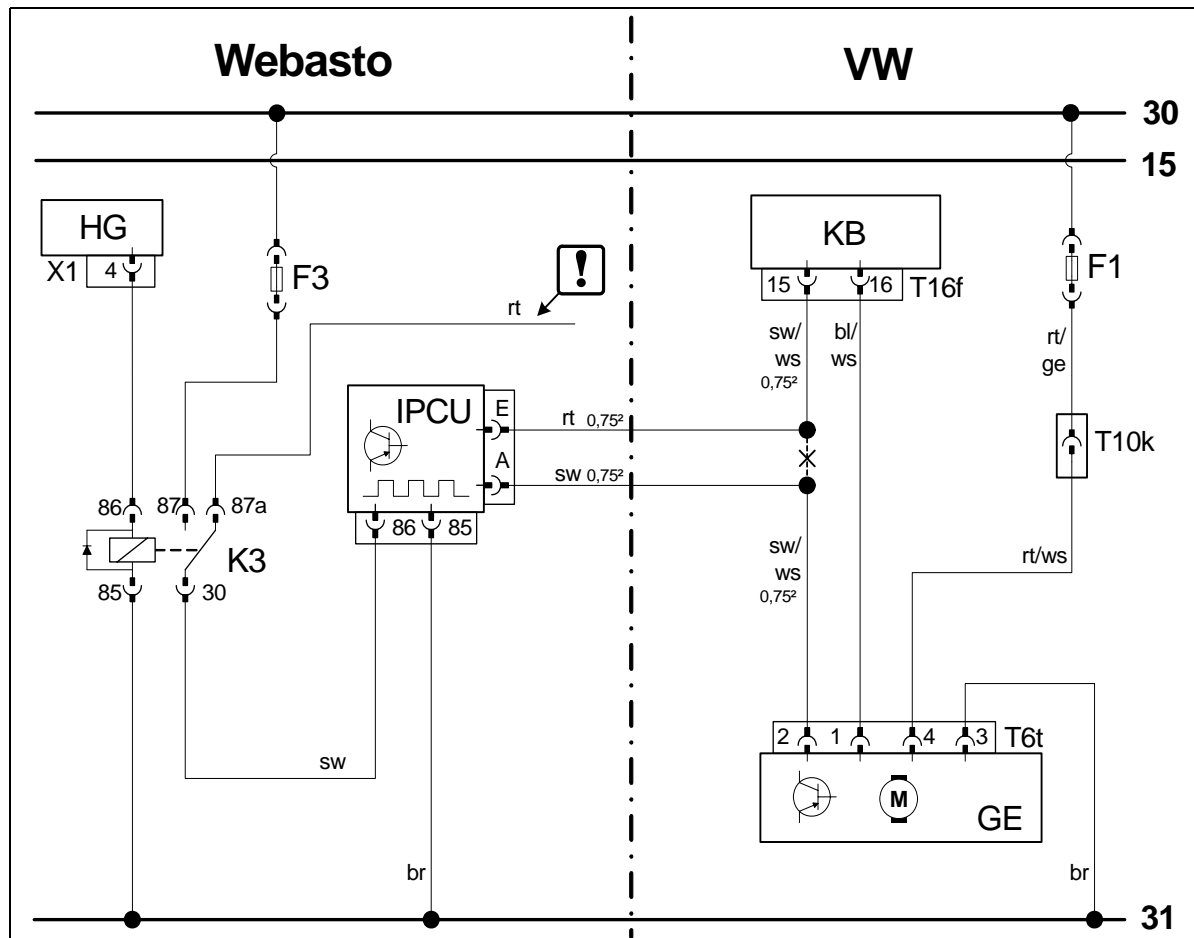 Webasto
VW
30
15
HG
X1
4
F3
!
rt
KB
15
16
T16f
F1
sw/
ws
0,75²
bl/
ws
rt/
ge
IPCU
E
A
rt 0,75²
sw 0,75²
T10k
86
87
87a
86
85
K3
85
30
sw/
ws
0,75²
rt/ws
sw
2
1
4
3
T6t
M
GE
br
br
31